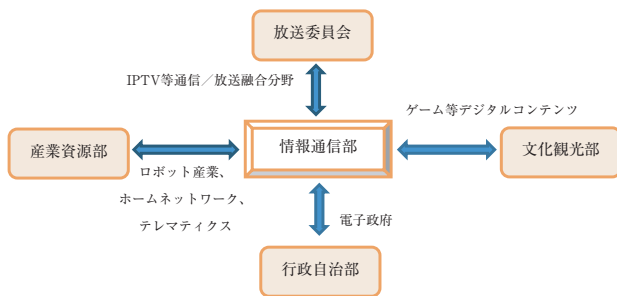 放送委員会
IPTV等通信／放送融合分野
ゲーム等デジタルコンテンツ
産業資源部
情報通信部
文化観光部
ロボット産業、
ホームネットワーク、
テレマティクス
電子政府
行政自治部